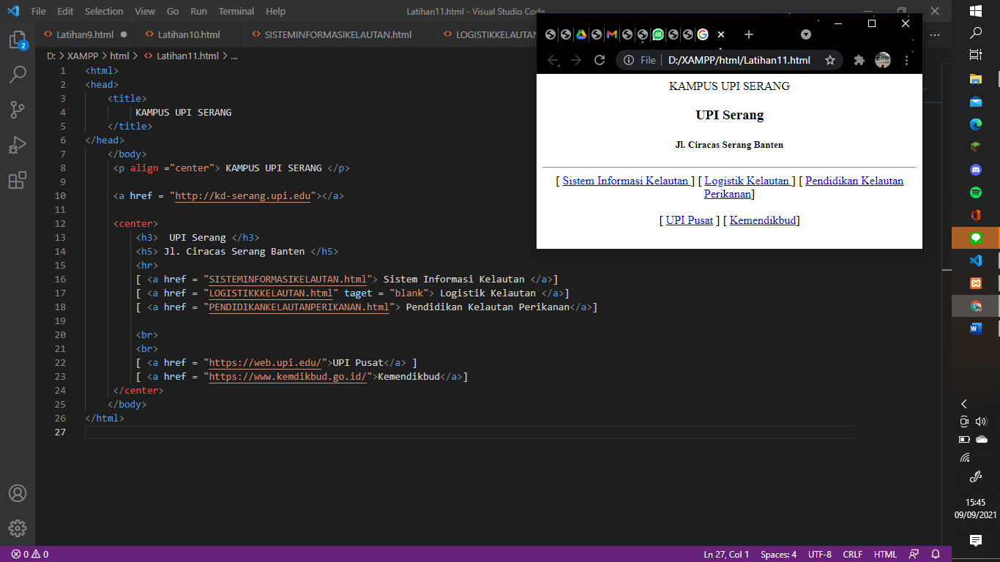 File Edit Selection View Go Run Terminal Help Latihan11.html - Visual Studio Code
Latihan9.html Latihan10.html SISTEMINFORMASIKELAUTAN.html LOGISTIKKELAUTAN
D: > XAMPP > html > Latihan11.html > ...
1 <html>
2 <head>
3 <title>
4 KAMPUS UPI SERANG
5 </title>
6 </head>
7 </body>
8 <p align ="center"> KAMPUS UPI SERANG </p>
9
10 <a href = "http://kd-serang.upi.edu"></a>
11
12 <center>
13 <h3>  UPI Serang </h3>
14 <h5> Jl. Ciracas Serang Banten </h5>
15 <hr>
16 [ <a href = "SISTEMINFORMASIKELAUTAN.html"> Sistem Informasi Kelautan </a>]
17 [ <a href = "LOGISTIKKKELAUTAN.html" taget = "blank"> Logistik Kelautan </a>]
18 [ <a href = "PENDIDIKANKELAUTANPERIKANAN.html"> Pendidikan Kelautan Perikanan</a>]
19
20 <br>
21 <br>
22 [ <a href = "https://web.upi.edu/">UPI Pusat</a> ]
23 [ <a href = "https://www.kemdikbud.go.id/">Kemendikbud</a>]
24 </center>
25 </body>
26 </html>
27
2
48
File D:/XAMPP/html/Latihan11.html
KAMPUS UPI SERANG
UPI Serang
Jl. Ciracas Serang Banten
[ Sistem Informasi Kelautan ] [ Logistik Kelautan ] [ Pendidikan Kelautan
Perikanan]
[ UPI Pusat ] [ Kemendikbud]
0 0 Ln 27, Col 1 Spaces: 4 UTF-8 CRLF HTML
15:45
09/09/2021